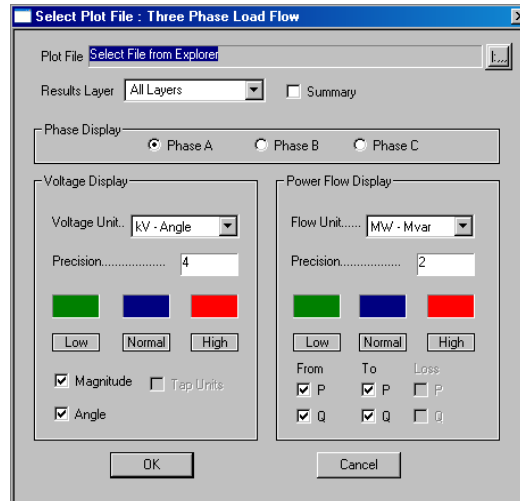 Select Plot File : Three Phase Load Flow
Plot File Select File from Explorer
Results Layer All Layers Summary
Phase Display
Phase A Phase B Phase C
Voltage Display
Voltage Unit.. kV - Angle
Precision................... 4
Low Normal High
Magnitude Tap Units
Angle
Power Flow Display
Flow Unit...... MW - Mvar
Precision.................. 2
Low Normal High
From To Loss
P P P
Q Q Q
OK Cancel